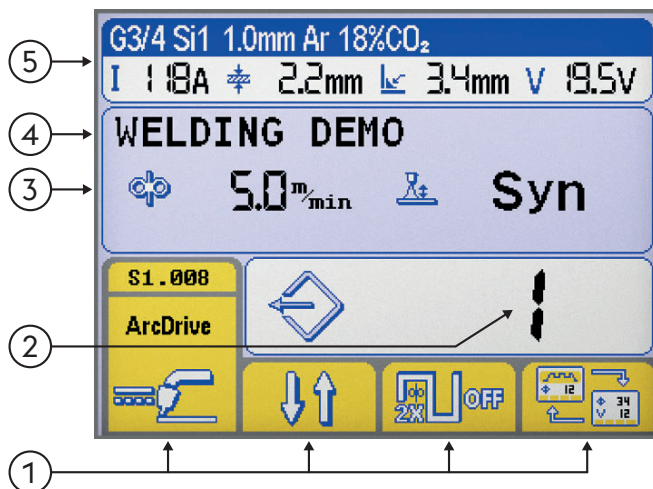 G3/4 Si1 1.0mm Ar 18%CO₂
5
I 118A 2.2mm 3.4mm V 19.5V
4
WELDING DEMO
3
5.0 m/min Syn
S1.008
ArcDrive
1
2
2X OFF
12
34
V 12
1